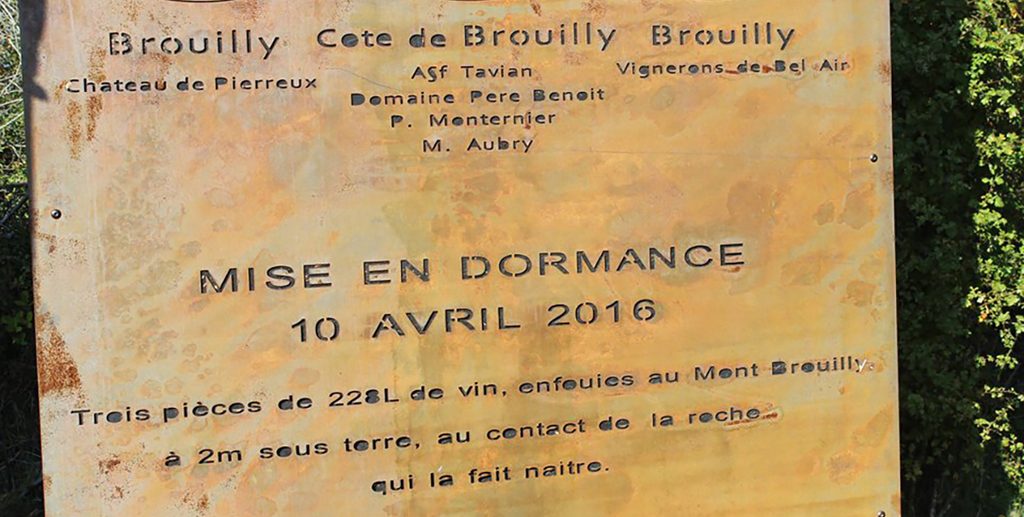 Brouilly Cote de Brouilly Brouilly
Chateau de Pierreux Asf Tavian Vignerons de Bel Air
Domaine Pere Benoit
P. Monternier
M. Aubry
MISE EN DORMANCE
10 AVRIL 2016
Trois pièces de 228L de vin, enfouies au Mont Brouilly.
à 2m sous terre, au contact de la roche
qui la fait naitre.